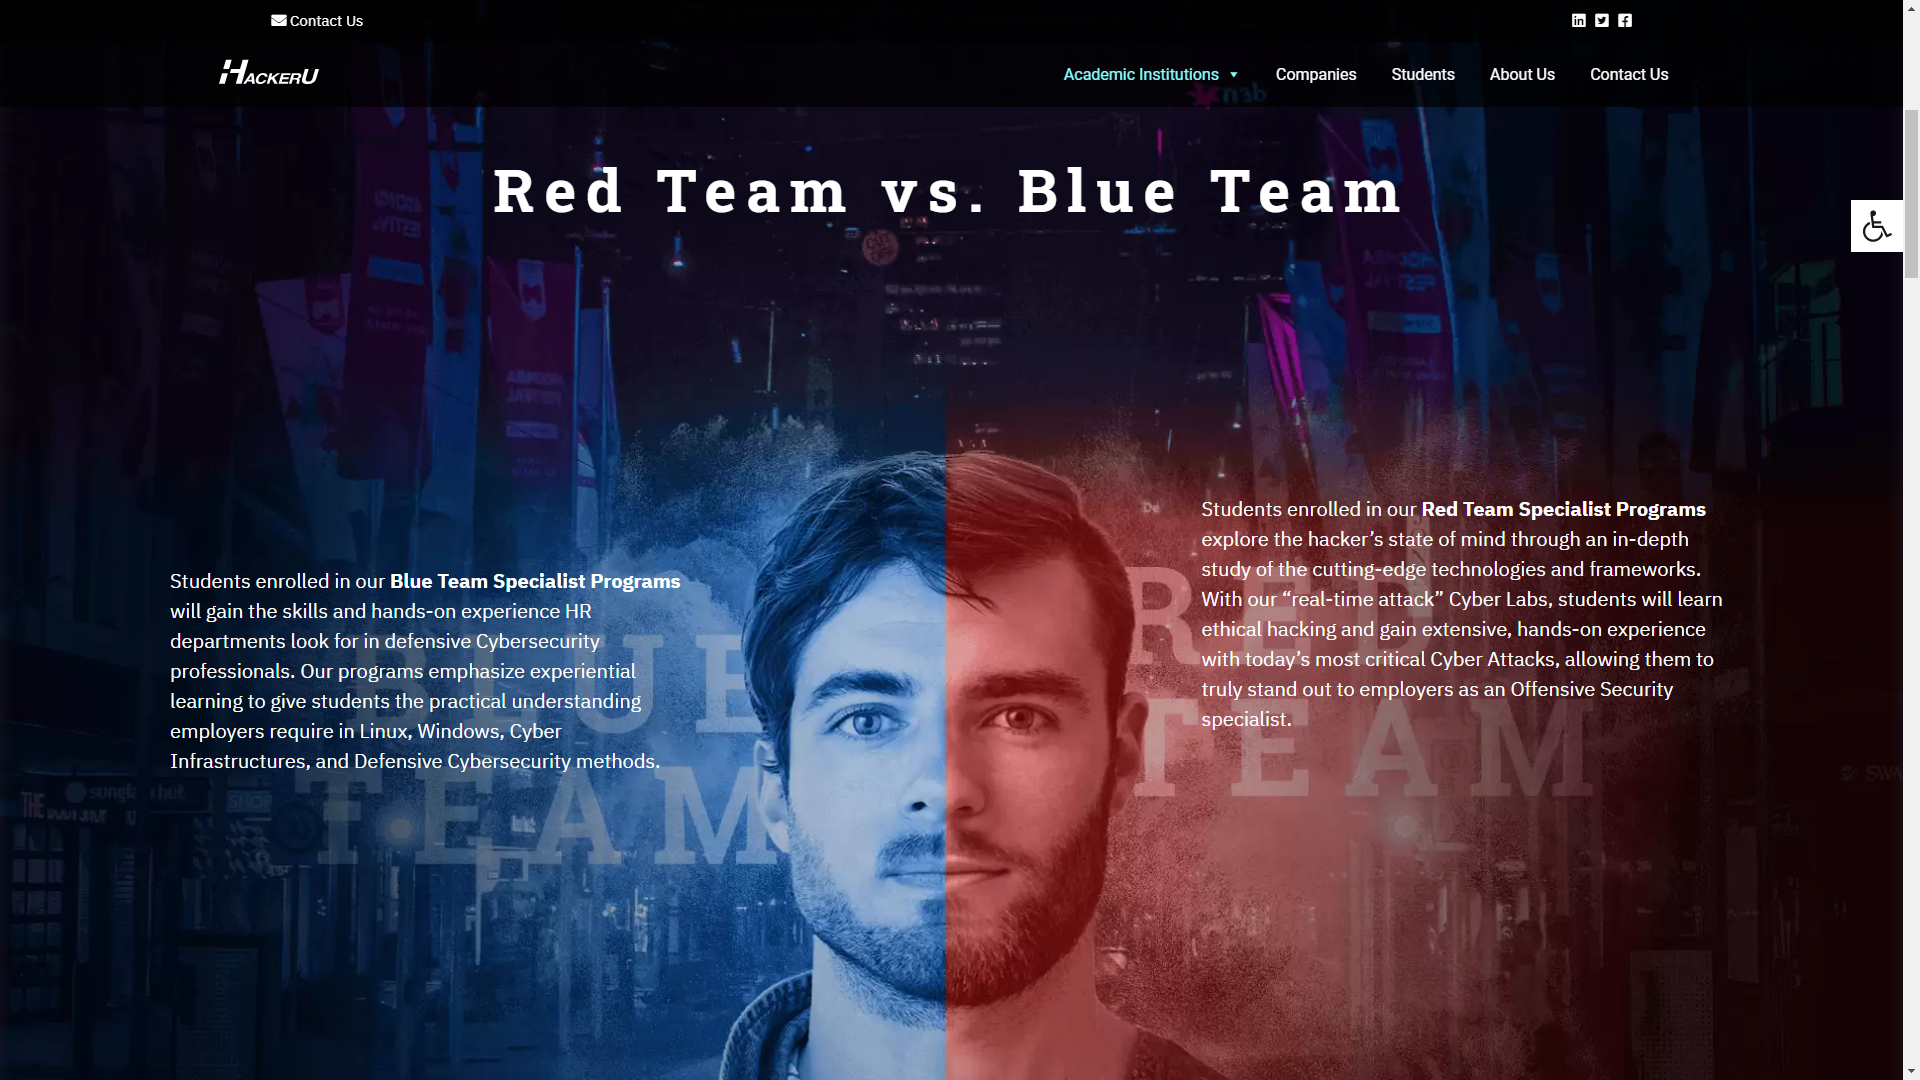 Contact Us
HACKERU
Academic Institutions
Companies
Students
About Us
Contact Us
Red Team vs. Blue Team
Students enrolled in our Red Team Specialist Programs
explore the hacker’s state of mind through an in-depth
study of the cutting-edge technologies and frameworks.
With our “real-time attack” Cyber Labs, students will learn
ethical hacking and gain extensive, hands-on experience
with today’s most critical Cyber Attacks, allowing them to
truly stand out to employers as an Offensive Security
specialist.
Students enrolled in our Blue Team Specialist Programs
will gain the skills and hands-on experience HR
departments look for in defensive Cybersecurity
professionals. Our programs emphasize experiential
learning to give students the practical understanding
employers require in Linux, Windows, Cyber
Infrastructures, and Defensive Cybersecurity methods.
BLUE
TEAM
RED
TEAM